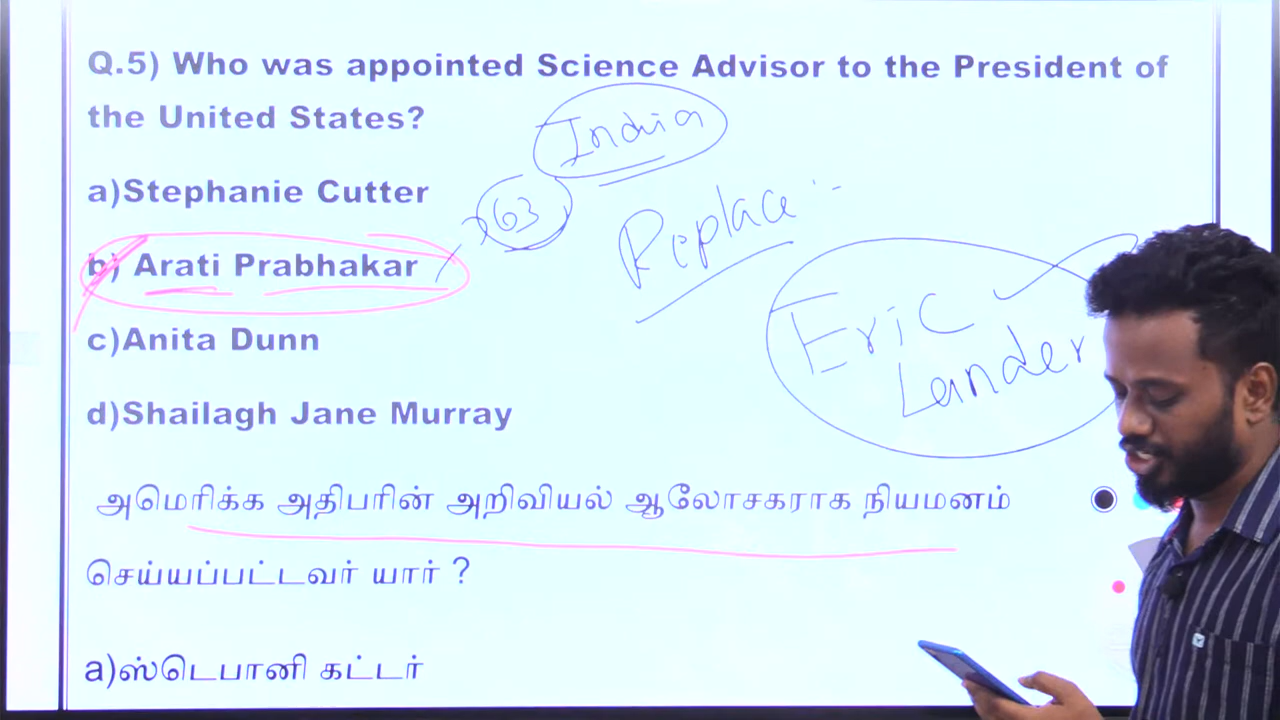 Q.5) Who was appointed Science Advisor to the President of
the United States?
India
a)Stephanie Cutter
63
Replace :-
b) Arati Prabhakar
Eric
Lander
c)Anita Dunn
d)Shailagh Jane Murray
அமெரிக்க அதிபரின் அறிவியல் ஆலோசகராக நியமனம்
செய்யப்பட்டவர் யார் ?
a)ஸ்டெபானி கட்டர்